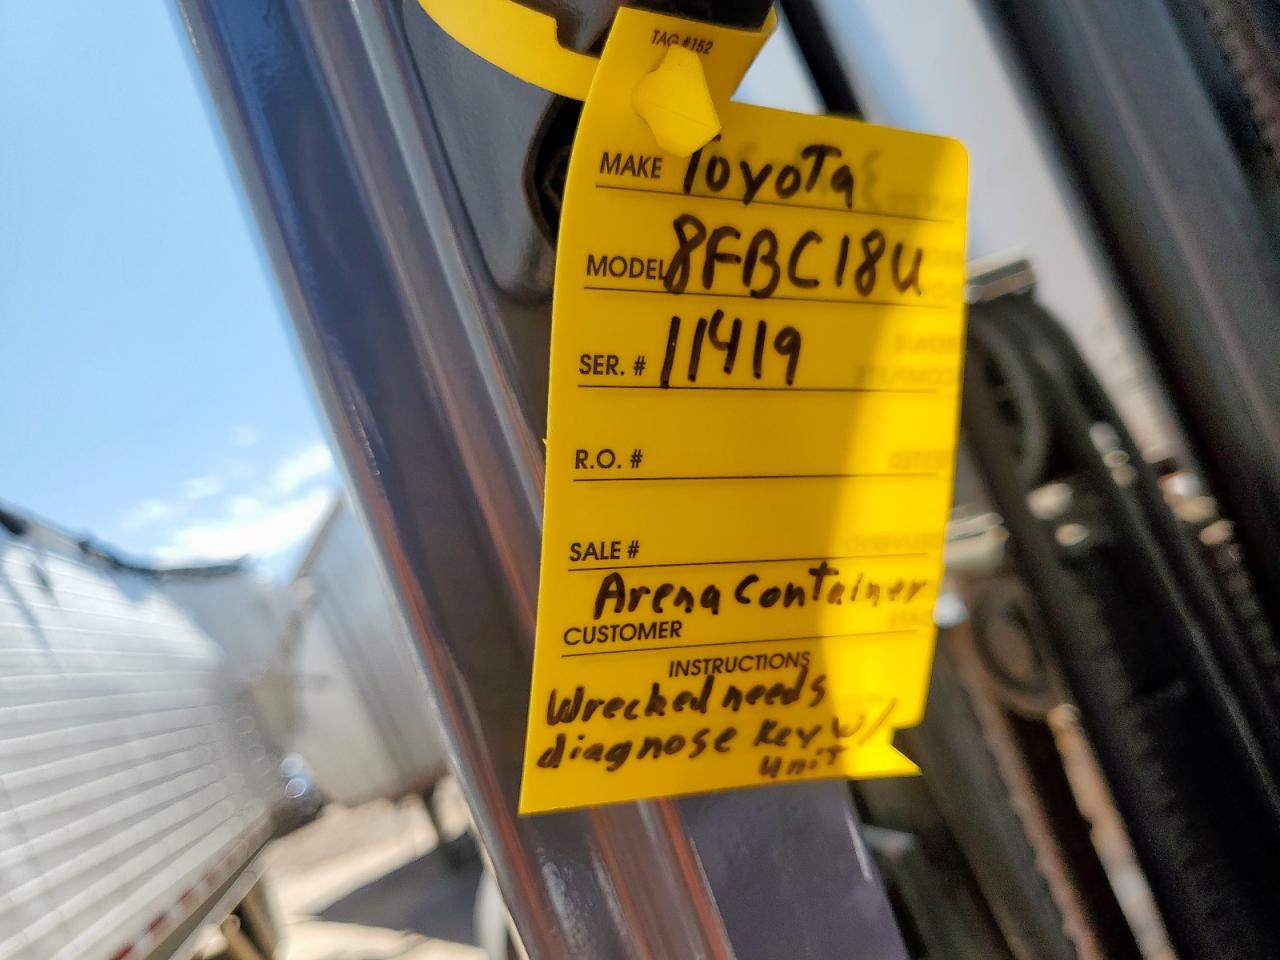 TAG #152
MAKE Toyota
MODEL 8FBC18U
SER. # 11419
R.O. #
SALE #
Arena Container
CUSTOMER
INSTRUCTIONS
Wrecked needs
diagnose key w/
unit